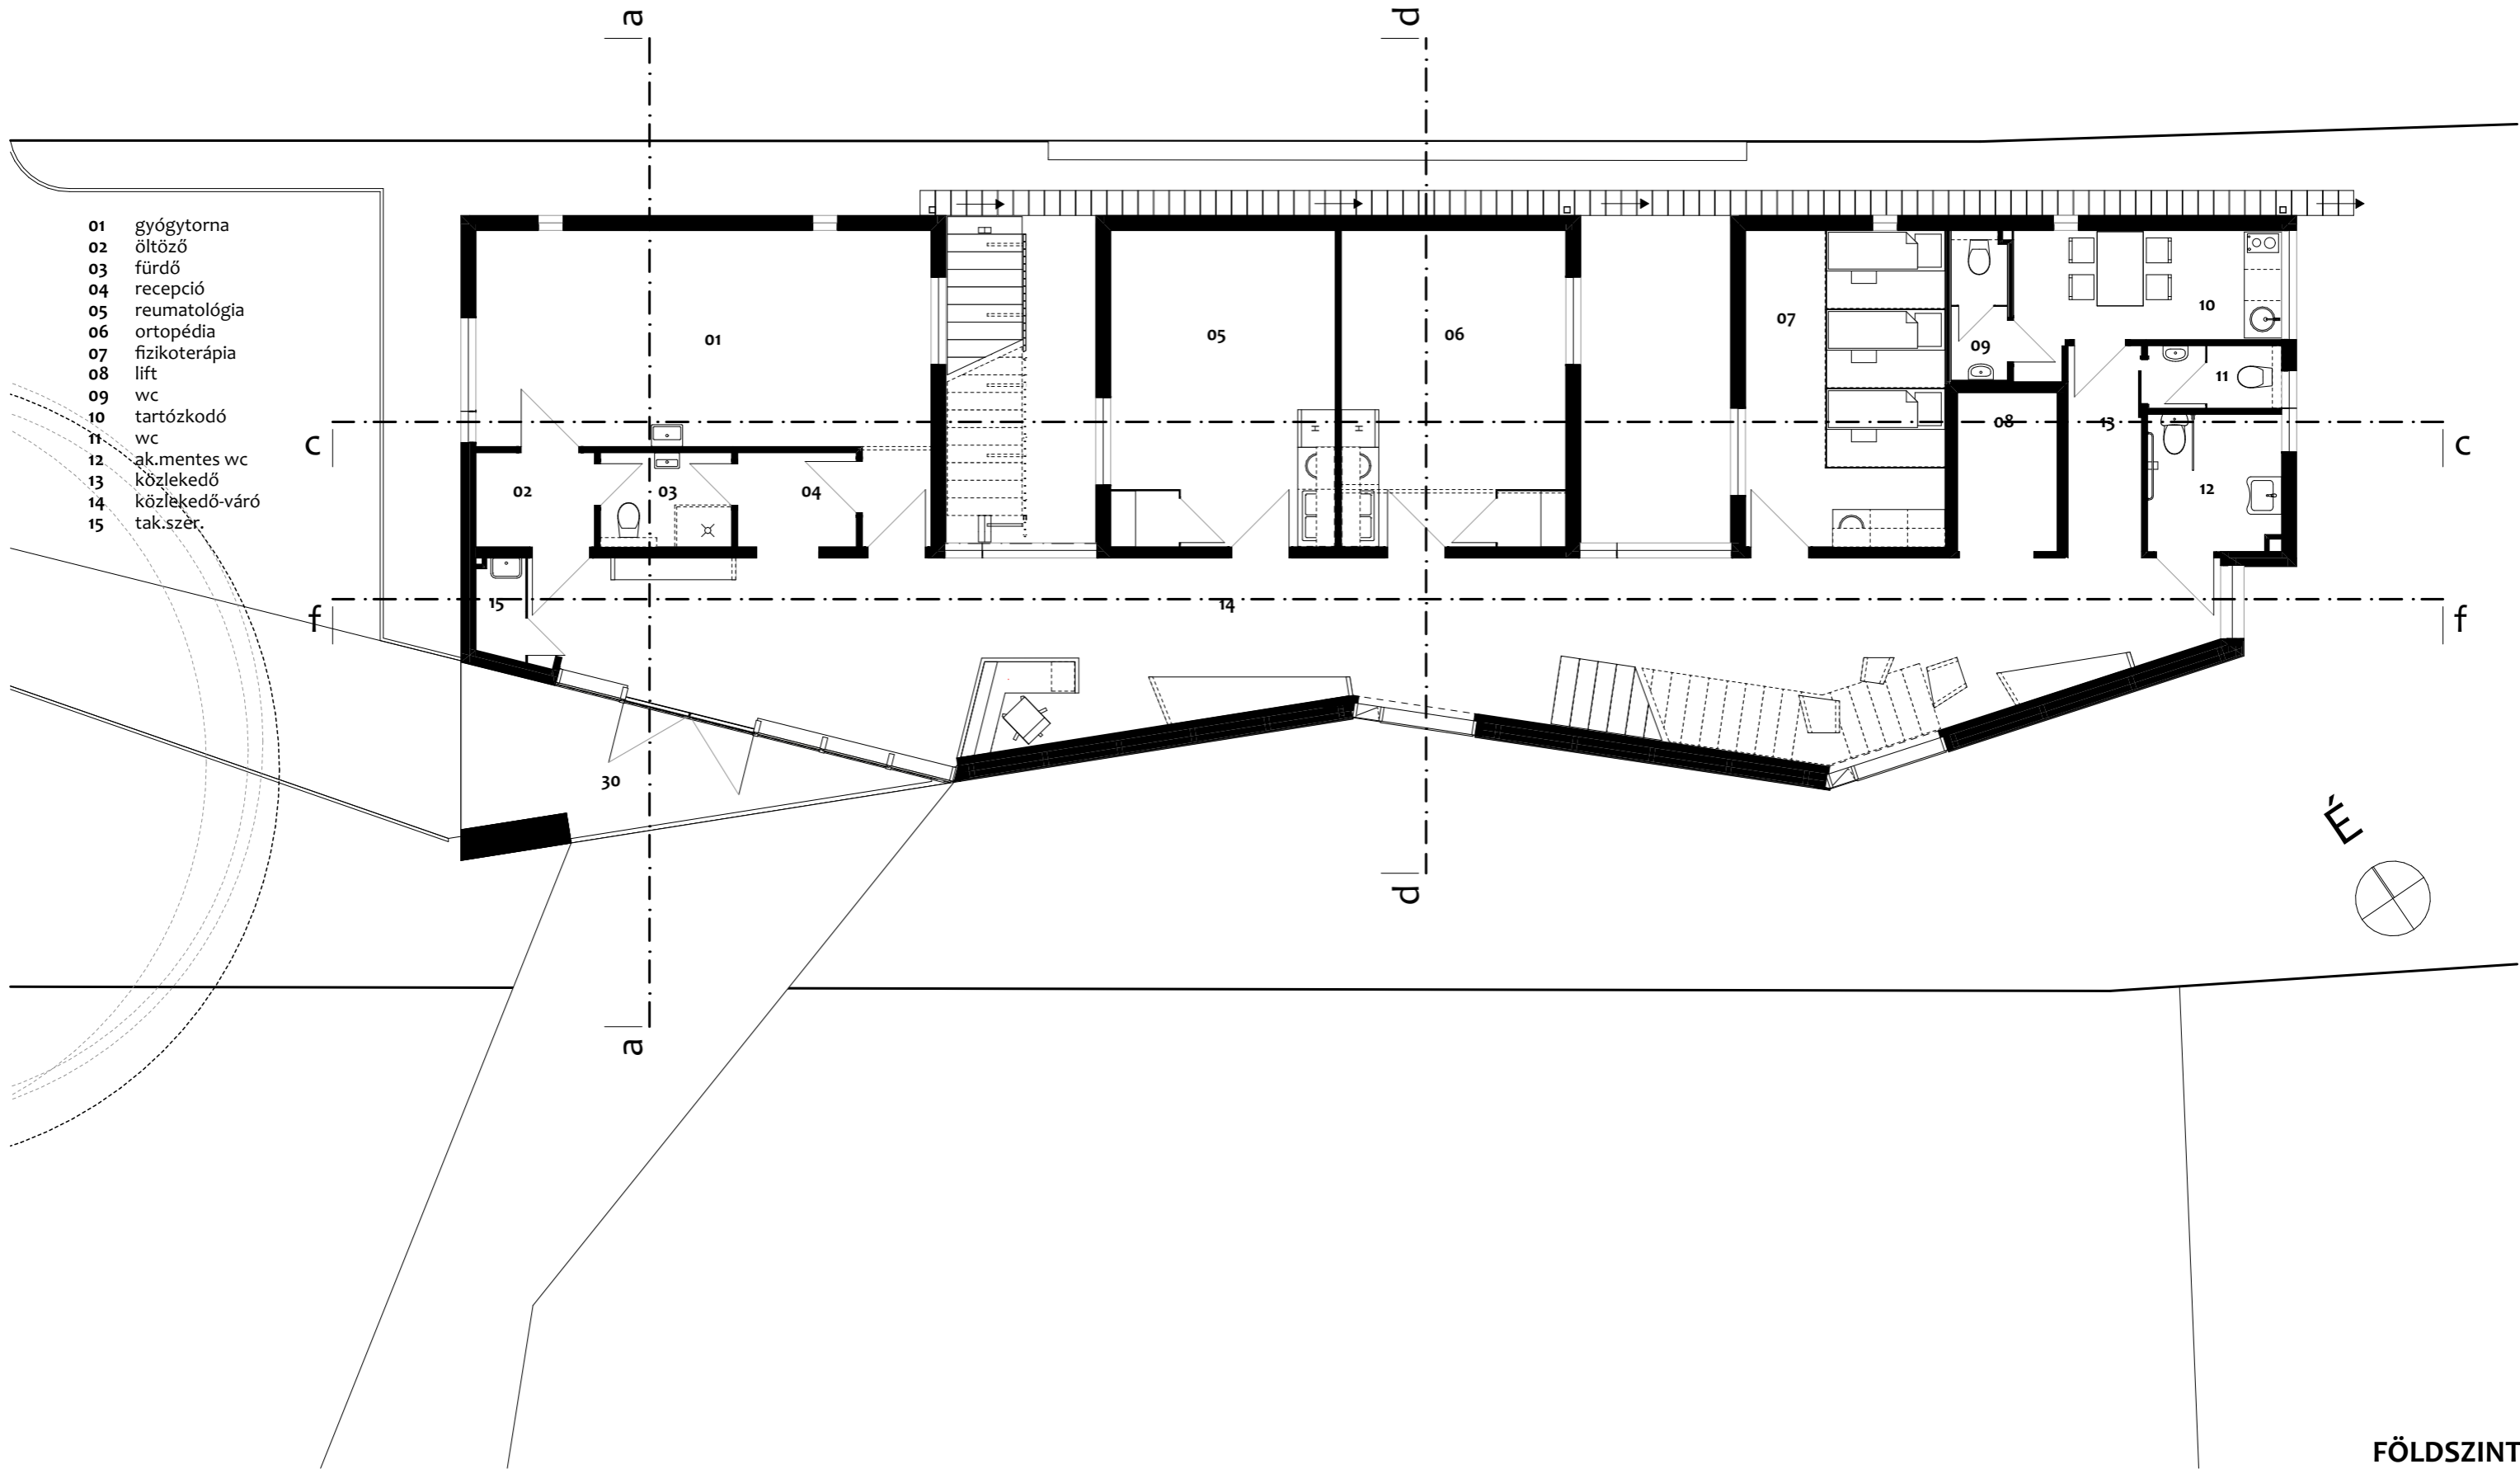 a
d
01 gyógytorna
02 öltöző
03 fürdő
04 recepció
05 reumatológia
06 ortopédia
07 fizikoterápia
08 lift
09 wc
10 tartózkodó
11 wc
12 ak.mentes wc
13 közlekedő
14 közlekedő-váró
15 tak.szer.
01
05
06
07
09
10
11
c
08
13
c
02
03
04
12
f
15
14
f
30
É
d
a
FÖLDSZINT